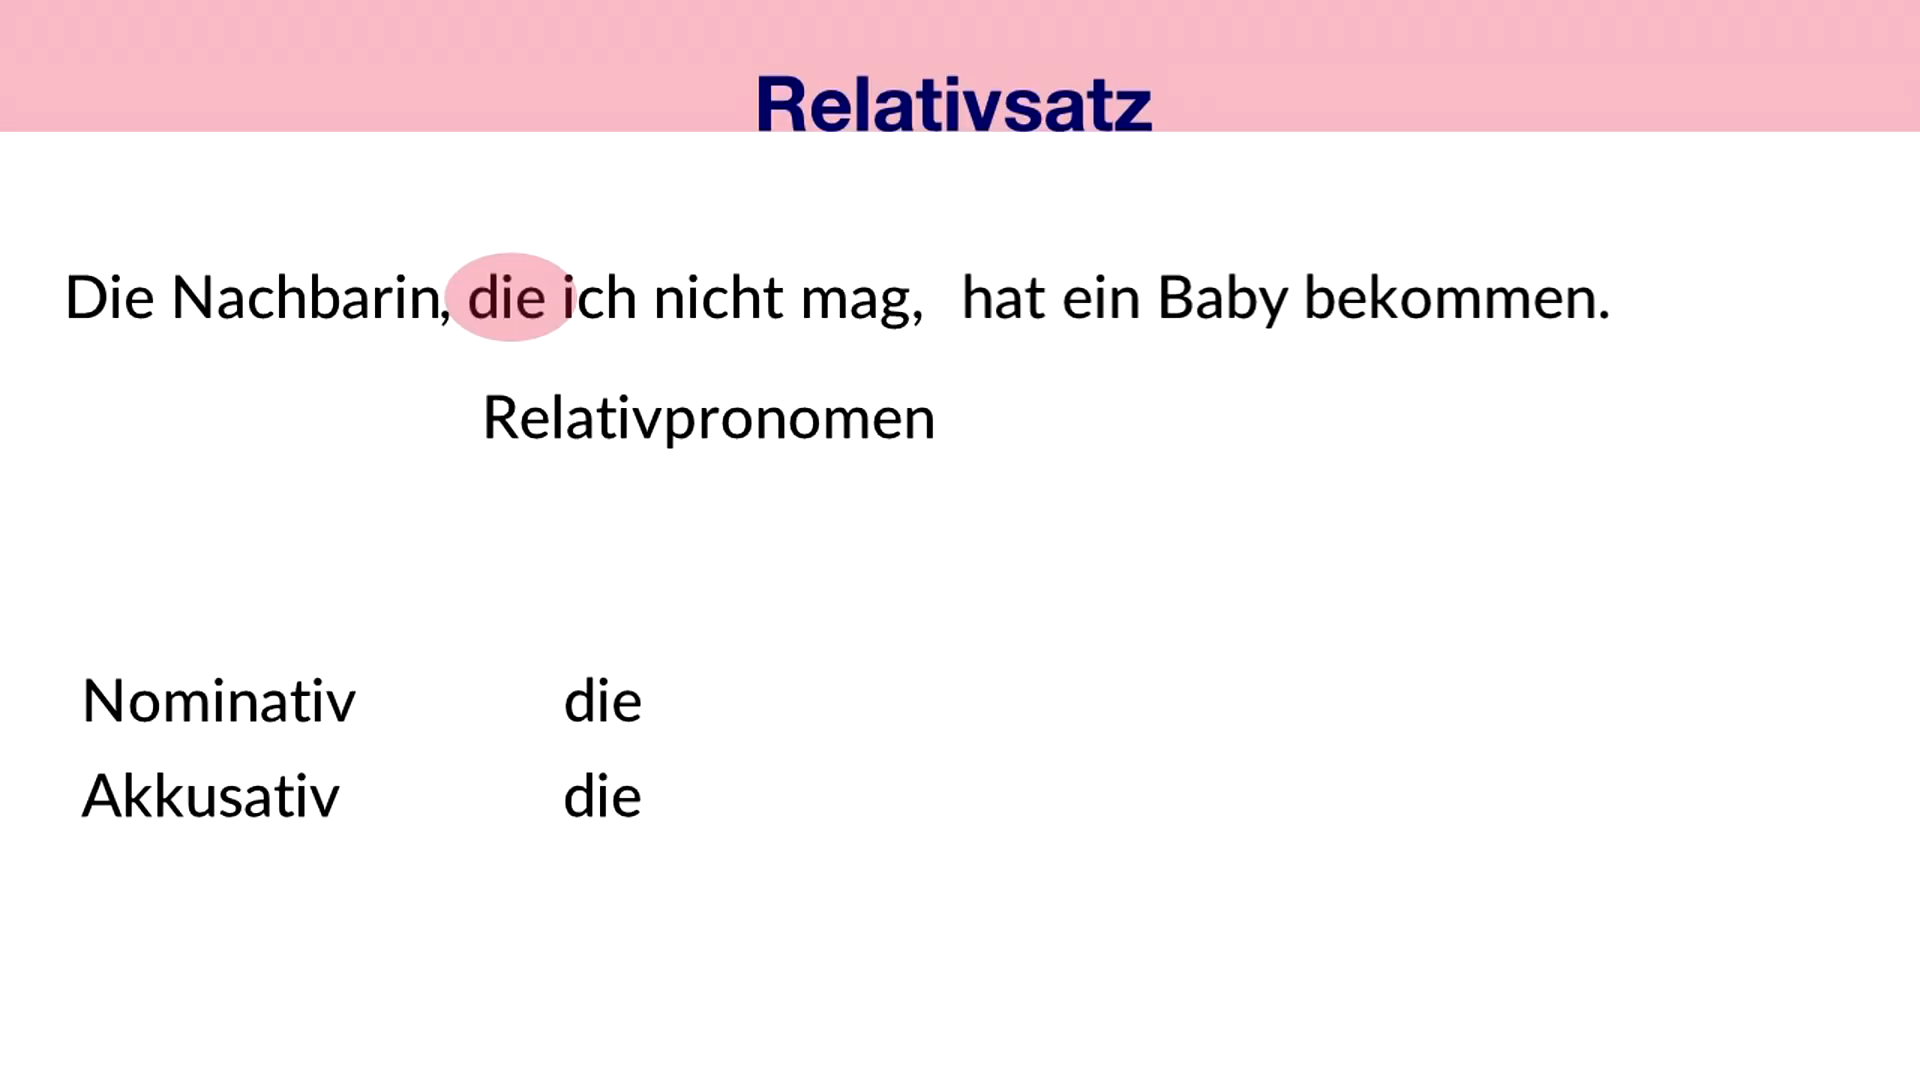 Relativsatz
Die Nachbarin, die ich nicht mag, hat ein Baby bekommen.
Relativpronomen
Nominativ die
Akkusativ die